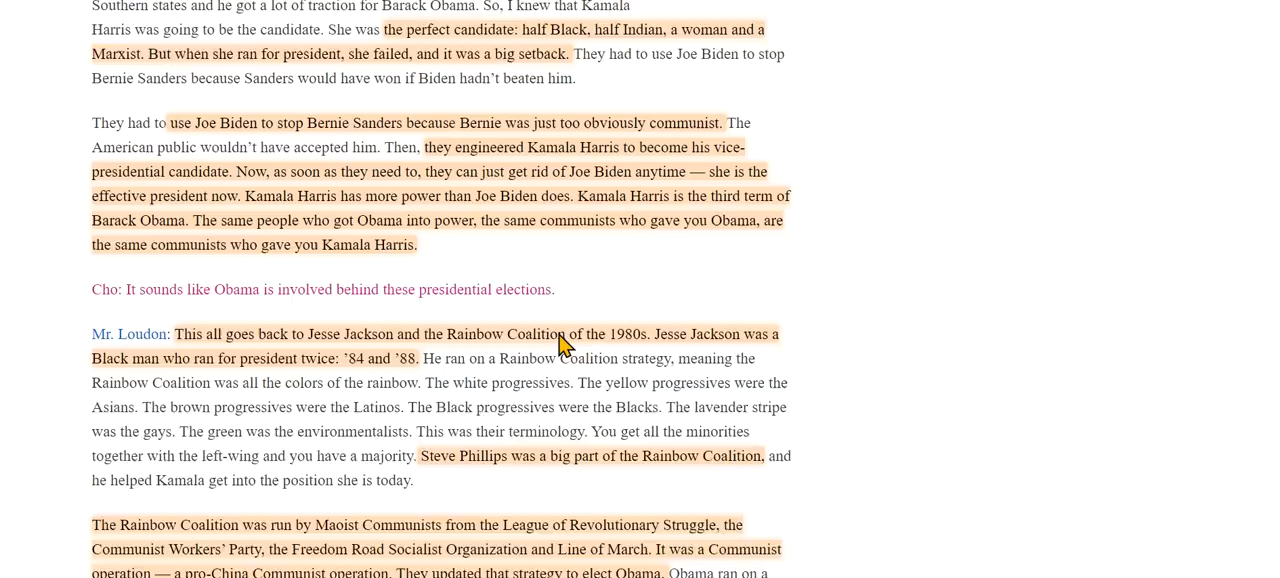 Southern states and he got a lot of traction for Barack Obama. So, I knew that Kamala
Harris was going to be the candidate. She was the perfect candidate: half Black, half Indian, a woman and a
Marxist. But when she ran for president, she failed, and it was a big setback. They had to use Joe Biden to stop
Bernie Sanders because Sanders would have won if Biden hadn’t beaten him.
They had to use Joe Biden to stop Bernie Sanders because Bernie was just too obviously communist. The
American public wouldn’t have accepted him. Then, they engineered Kamala Harris to become his vice-
presidential candidate. Now, as soon as they need to, they can just get rid of Joe Biden anytime — she is the
effective president now. Kamala Harris has more power than Joe Biden does. Kamala Harris is the third term of
Barack Obama. The same people who got Obama into power, the same communists who gave you Obama, are
the same communists who gave you Kamala Harris.
Cho: It sounds like Obama is involved behind these presidential elections.
Mr. Loudon: This all goes back to Jesse Jackson and the Rainbow Coalition of the 1980s. Jesse Jackson was a
Black man who ran for president twice: ’84 and ’88. He ran on a Rainbow Coalition strategy, meaning the
Rainbow Coalition was all the colors of the rainbow. The white progressives. The yellow progressives were the
Asians. The brown progressives were the Latinos. The Black progressives were the Blacks. The lavender stripe
was the gays. The green was the environmentalists. This was their terminology. You get all the minorities
together with the left-wing and you have a majority. Steve Phillips was a big part of the Rainbow Coalition, and
he helped Kamala get into the position she is today.
The Rainbow Coalition was run by Maoist Communists from the League of Revolutionary Struggle, the
Communist Workers’ Party, the Freedom Road Socialist Organization and Line of March. It was a Communist
operation — a pro-China Communist operation. They updated that strategy to elect Obama. Obama ran on a